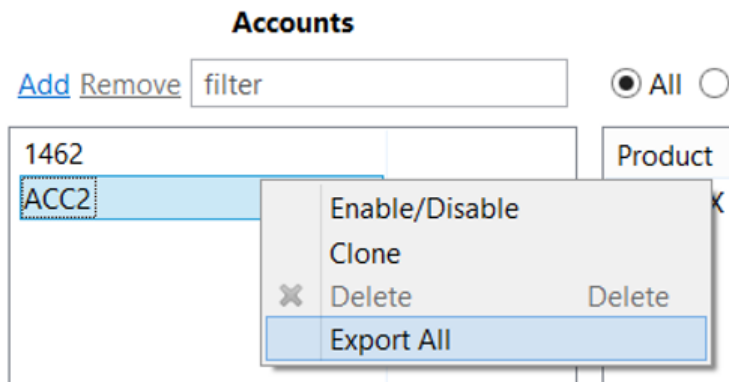 Accounts
Add Remove filter All
1462 Product
ACC2 X
Enable/Disable
Clone
Delete Delete
Export All